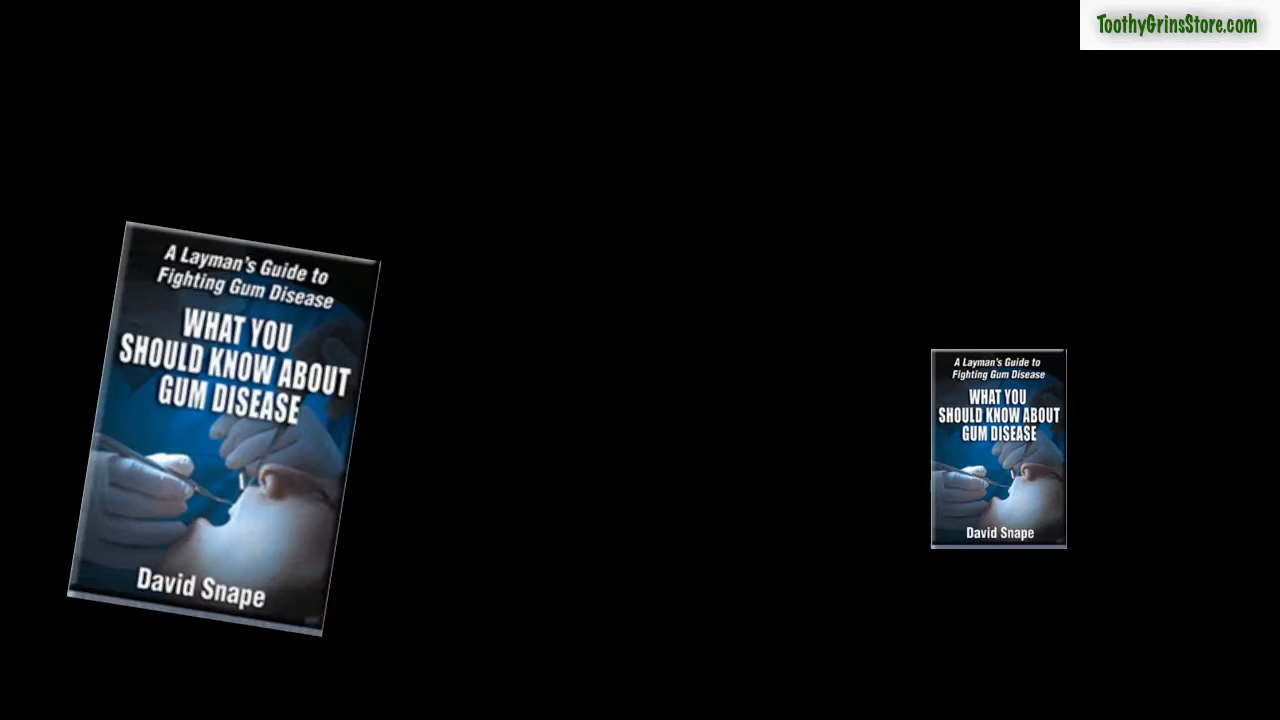 ToothyGrinsStore.com
A Layman's Guide to
Fighting Gum Disease
WHAT YOU
SHOULD KNOW ABOUT
GUM DISEASE
David Snape
A Layman's Guide to
Fighting Gum Disease
WHAT YOU
SHOULD KNOW ABOUT
GUM DISEASE
David Snape